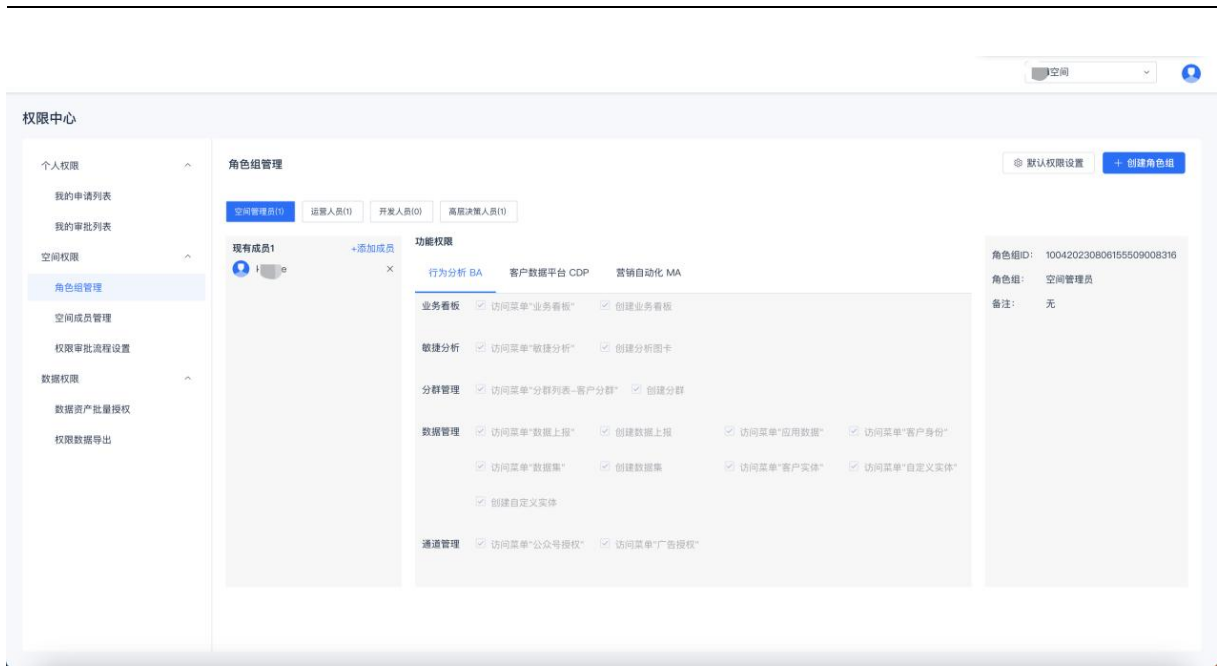 空间
权限中心
个人权限
我的申请列表
我的审批列表
空间权限
角色组管理
空间成员管理
权限审批流程设置
数据权限
数据资产批量授权
权限数据导出
角色组管理
默认权限设置
+ 创建角色组
空间管理员(1) 运营人员(1) 开发人员(0) 高层决策人员(1)
现有成员1 +添加成员
e ×
功能权限
行为分析 BA 客户数据平台 CDP 营销自动化 MA
业务看板 访问菜单"业务看板" 创建业务看板
敏捷分析 访问菜单"敏捷分析" 创建分析图卡
分群管理 访问菜单"分群列表-客户分群" 创建分群
数据管理 访问菜单"数据上报" 创建数据上报 访问菜单"应用数据" 访问菜单"客户身份"
访问菜单"数据集" 创建数据集 访问菜单"客户实体" 访问菜单"自定义实体"
创建自定义实体
通道管理 访问菜单"公众号授权" 访问菜单"广告授权"
角色组ID: 100420230806155509008316
角色组: 空间管理员
备注: 无